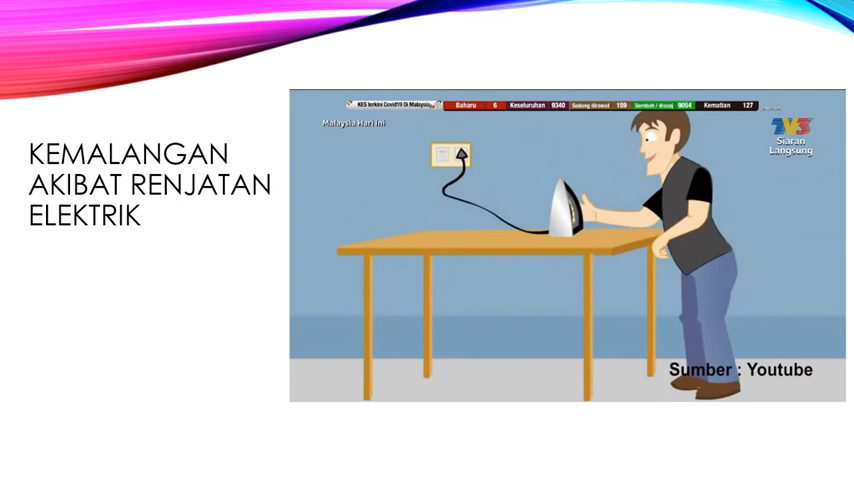 KEMALANGAN
AKIBAT RENJATAN
ELEKTRIK
KES terkini Covid19 Di Malaysia Baharu 6 Keseluruhan 9340 Sedang dirawat 159 Sembuh / discaj 9054 Kematian 127
Malaysia Hari Ini
TV3
Siaran
Langsung
Sumber : Youtube